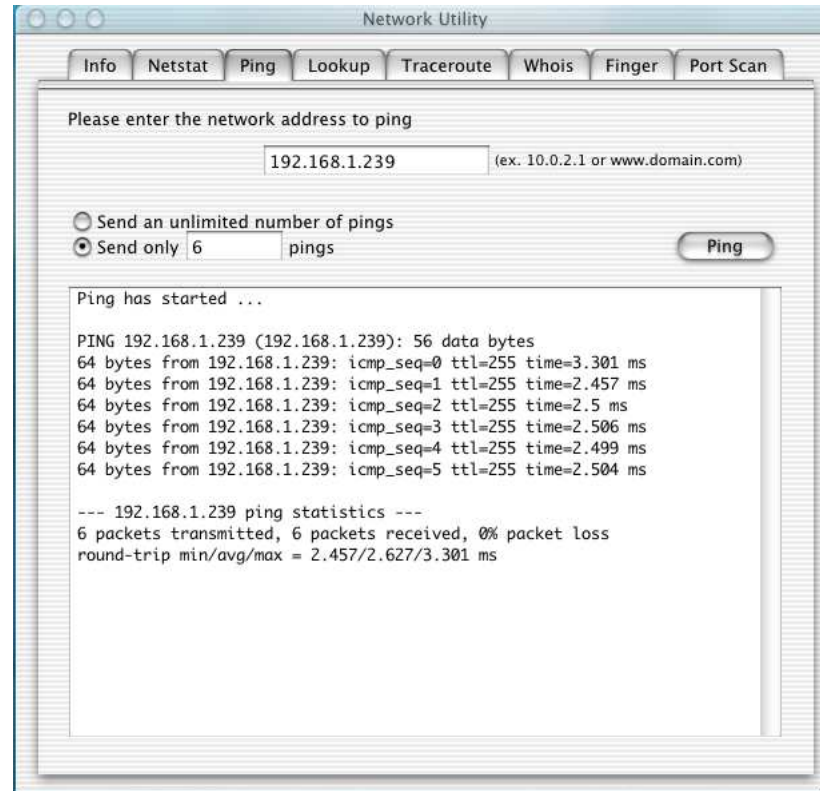 Network Utility
Info Netstat Ping Lookup Traceroute Whois Finger Port Scan
Please enter the network address to ping
192.168.1.239 (ex. 10.0.2.1 or www.domain.com)
Send an unlimited number of pings
Send only 6 pings
Ping
Ping has started ...
PING 192.168.1.239 (192.168.1.239): 56 data bytes
64 bytes from 192.168.1.239: icmp_seq=0 ttl=255 time=3.301 ms
64 bytes from 192.168.1.239: icmp_seq=1 ttl=255 time=2.457 ms
64 bytes from 192.168.1.239: icmp_seq=2 ttl=255 time=2.5 ms
64 bytes from 192.168.1.239: icmp_seq=3 ttl=255 time=2.506 ms
64 bytes from 192.168.1.239: icmp_seq=4 ttl=255 time=2.499 ms
64 bytes from 192.168.1.239: icmp_seq=5 ttl=255 time=2.504 ms
--- 192.168.1.239 ping statistics ---
6 packets transmitted, 6 packets received, 0% packet loss
round-trip min/avg/max = 2.457/2.627/3.301 ms